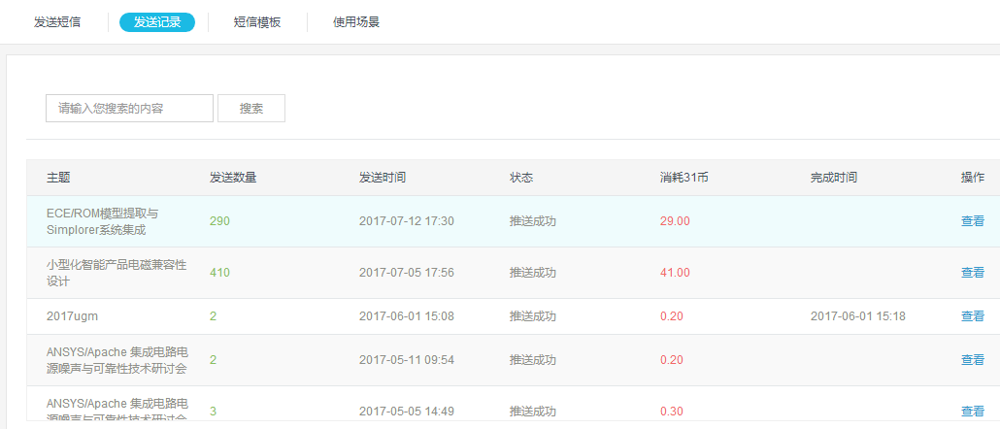 发送短信 发送记录 短信模板 使用场景
请输入您搜索的内容 搜索
主题 发送数量 发送时间 状态 消耗31币 完成时间 操作
ECE/ROM模型提取与
Simplorer系统集成
290 2017-07-12 17:30 推送成功 29.00 查看
小型化智能产品电磁兼容性
设计
410 2017-07-05 17:56 推送成功 41.00 查看
2017ugm 2 2017-06-01 15:08 推送成功 0.20 2017-06-01 15:18 查看
ANSYS/Apache 集成电路电
源噪声与可靠性技术研讨会
2 2017-05-11 09:54 推送成功 0.20 查看
ANSYS/Apache 集成电路电
源噪声与可靠性技术研讨会
3 2017-05-05 14:49 推送成功 0.30 查看